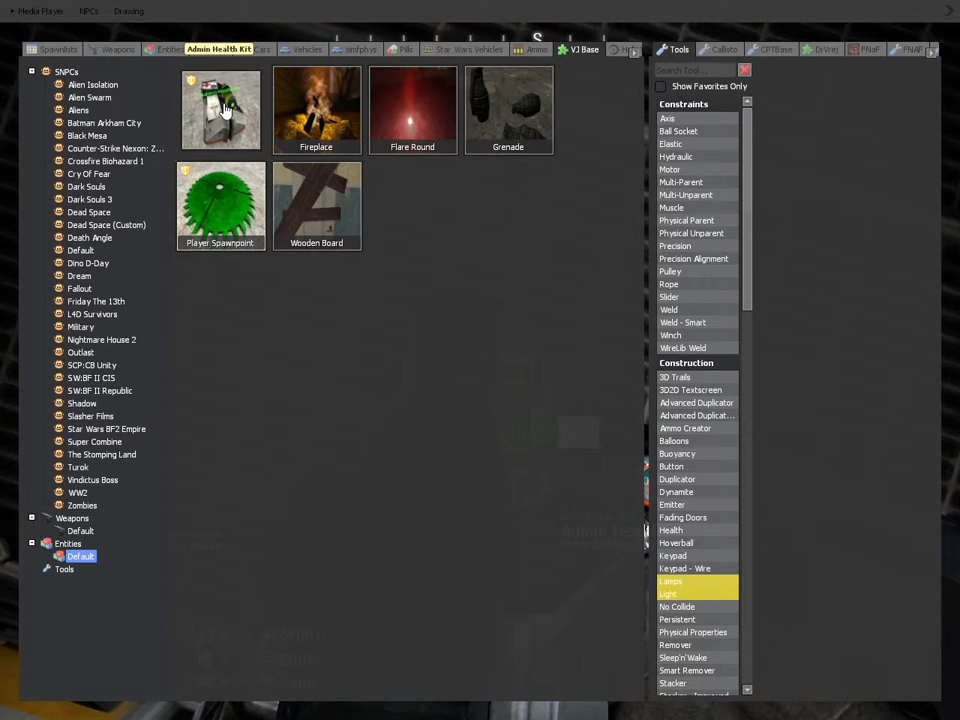 Media Player NPCs Drawing
S
Spawnlists Weapons Entities Admin Health Kit Cars Vehicles simfphys Pills Star Wars Vehicles Ammo VJ Base
Tools Callisto CPTBase DrVrej FNaF FNAF
SNPCs
Alien Isolation
Alien Swarm
Aliens
Batman Arkham City
Black Mesa
Counter-Strike Nexon: Z...
Crossfire Biohazard 1
Cry Of Fear
Dark Souls
Dark Souls 3
Dead Space
Dead Space (Custom)
Death Angle
Default
Dino D-Day
Dream
Fallout
Friday The 13th
L4D Survivors
Military
Nightmare House 2
Outlast
SCP:CB Unity
SW:BF II CIS
SW:BF II Republic
Shadow
Slasher Films
Star Wars BF2 Empire
Super Combine
The Stomping Land
Turok
Vindictus Boss
WW2
Zombies
Weapons
Default
Entities
Default
Tools
Fireplace
Flare Round
Grenade
Player Spawnpoint
Wooden Board
Search Tool...
Show Favorites Only
Constraints
Axis
Ball Socket
Elastic
Hydraulic
Motor
Multi-Parent
Multi-Unparent
Muscle
Physical Parent
Physical Unparent
Precision
Precision Alignment
Pulley
Rope
Slider
Weld
Weld - Smart
Winch
WireLib Weld
Construction
3D Trails
3D2D Textscreen
Advanced Duplicator
Advanced Duplicat...
Ammo Creator
Balloons
Buoyancy
Button
Duplicator
Dynamite
Emitter
Fading Doors
Health
Hoverball
Keypad
Keypad - Wire
Lamps
Light
No Collide
Persistent
Physical Properties
Remover
Sleep'n'Wake
Smart Remover
Stacker
Admin Heal